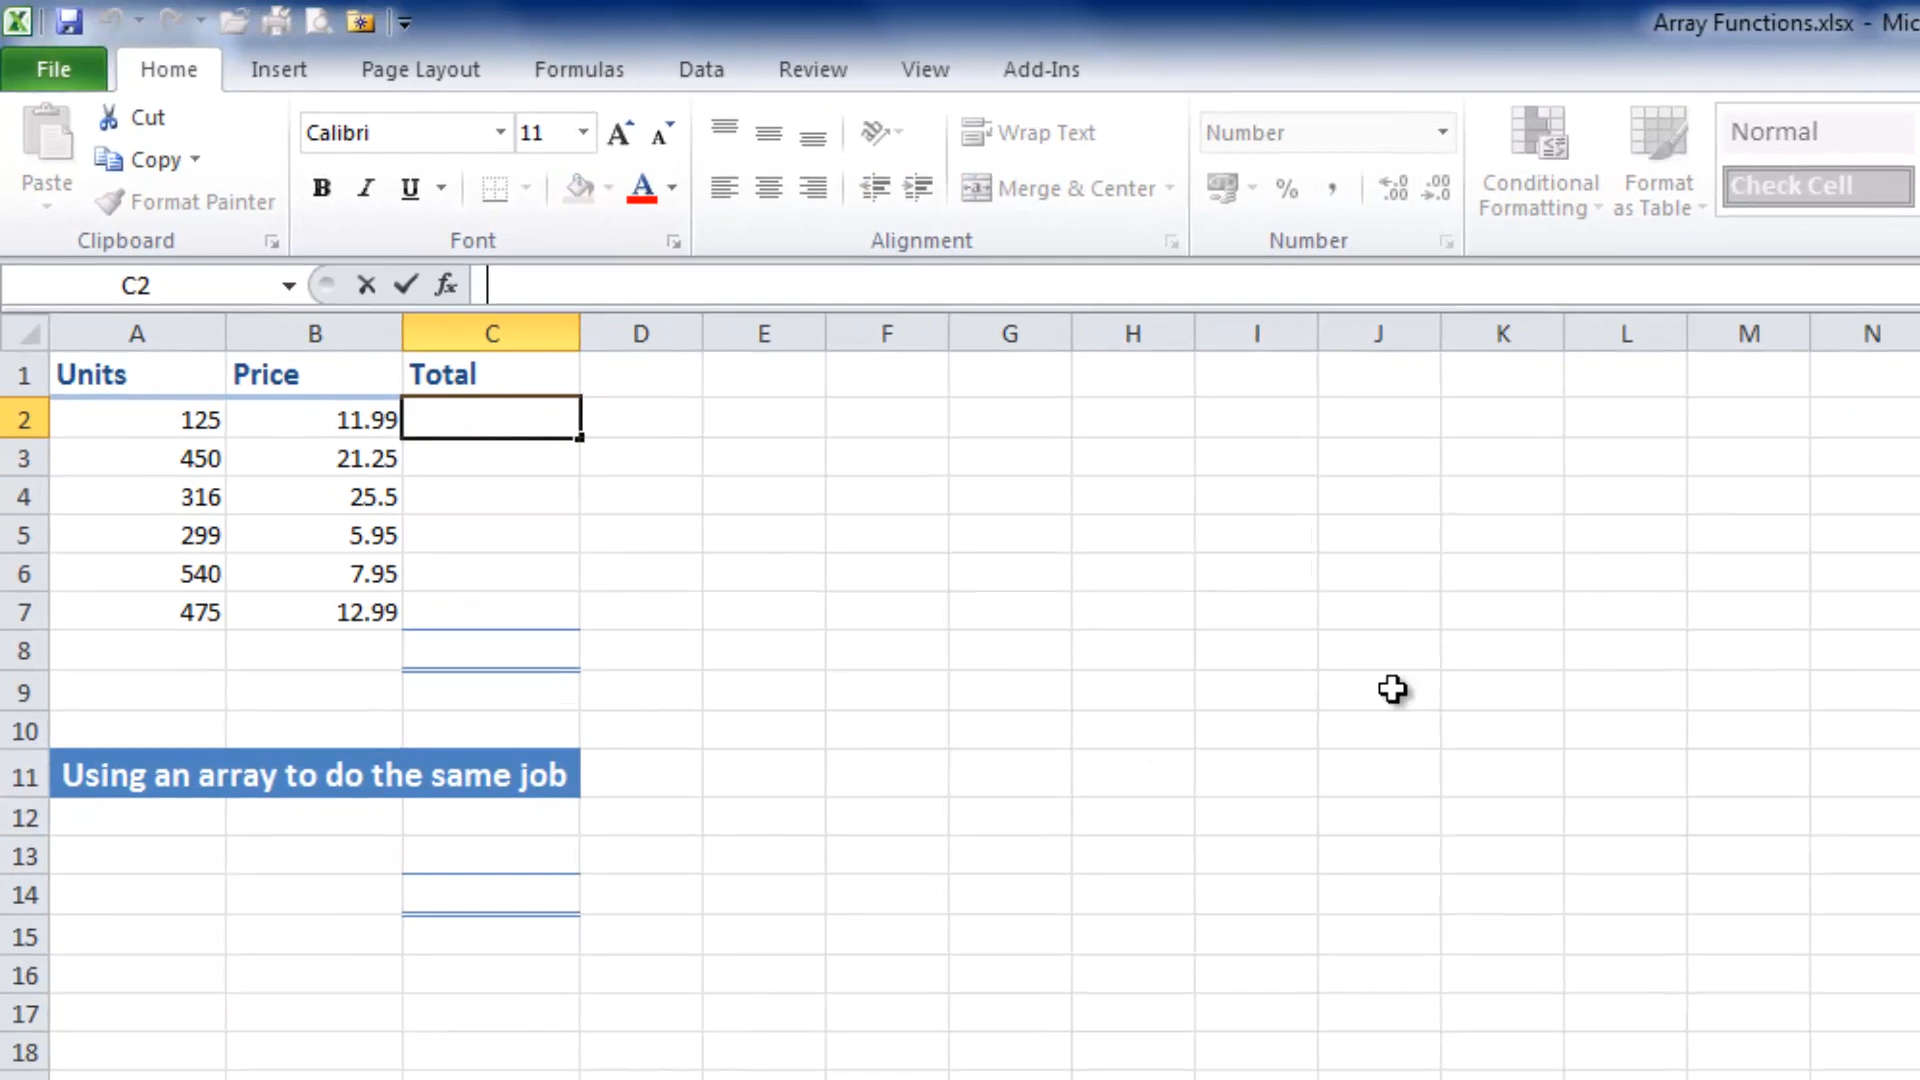 Array Functions.xlsx - Mic
File Home Insert Page Layout Formulas Data Review View Add-Ins
Paste
Cut
Copy
Format Painter
Clipboard
Calibri 11
B I U A
Font
Wrap Text
Merge & Center
Alignment
Number
% ,
Number
Conditional Formatting
Format as Table
Normal
Check Cell
C2 fx
A B C D E F G H I J K L M N
1 Units Price Total
2 125 11.99
3 450 21.25
4 316 25.5
5 299 5.95
6 540 7.95
7 475 12.99
8
9
10
11 Using an array to do the same job
12
13
14
15
16
17
18